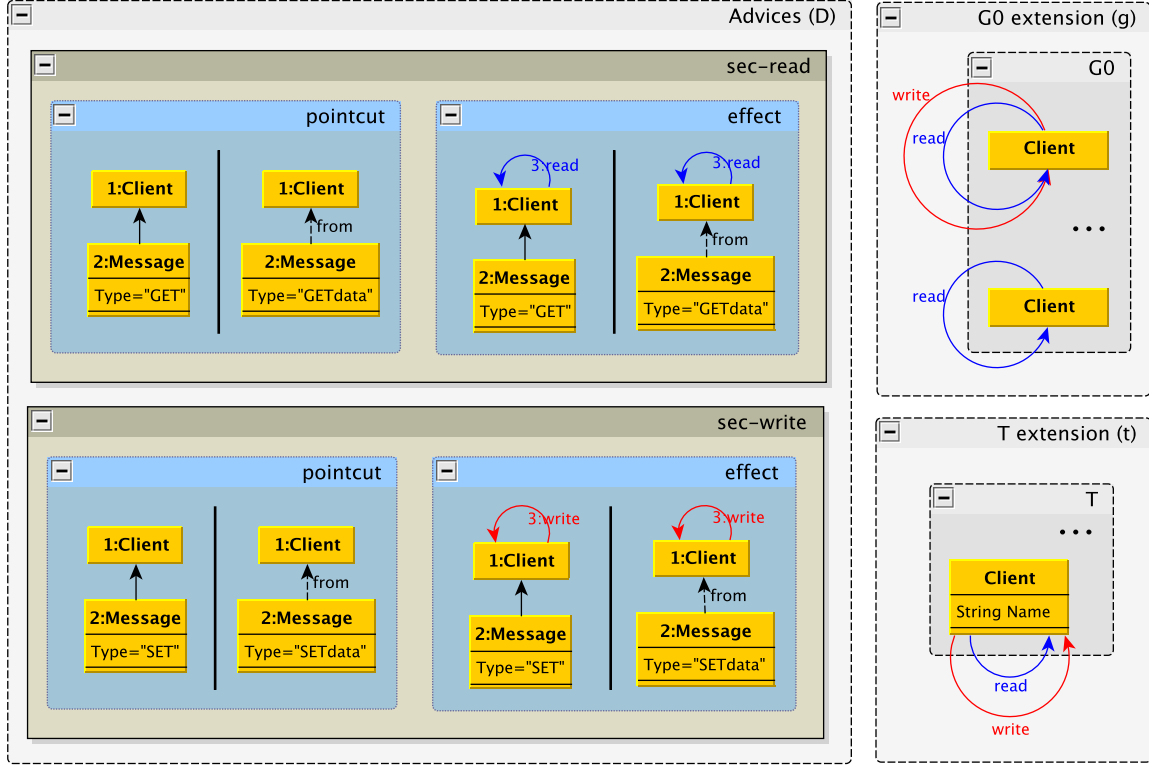 Advices (D)
sec-read
pointcut
1:Client
2:Message
Type="GET"
1:Client
from
2:Message
Type="GETdata"
effect
3:read
1:Client
2:Message
Type="GET"
3:read
1:Client
from
2:Message
Type="GETdata"
sec-write
pointcut
1:Client
2:Message
Type="SET"
1:Client
from
2:Message
Type="SETdata"
effect
3:write
1:Client
2:Message
Type="SET"
3:write
1:Client
from
2:Message
Type="SETdata"
G0 extension (g)
G0
write
read
Client
...
read
Client
T extension (t)
T
...
Client
String Name
read
write